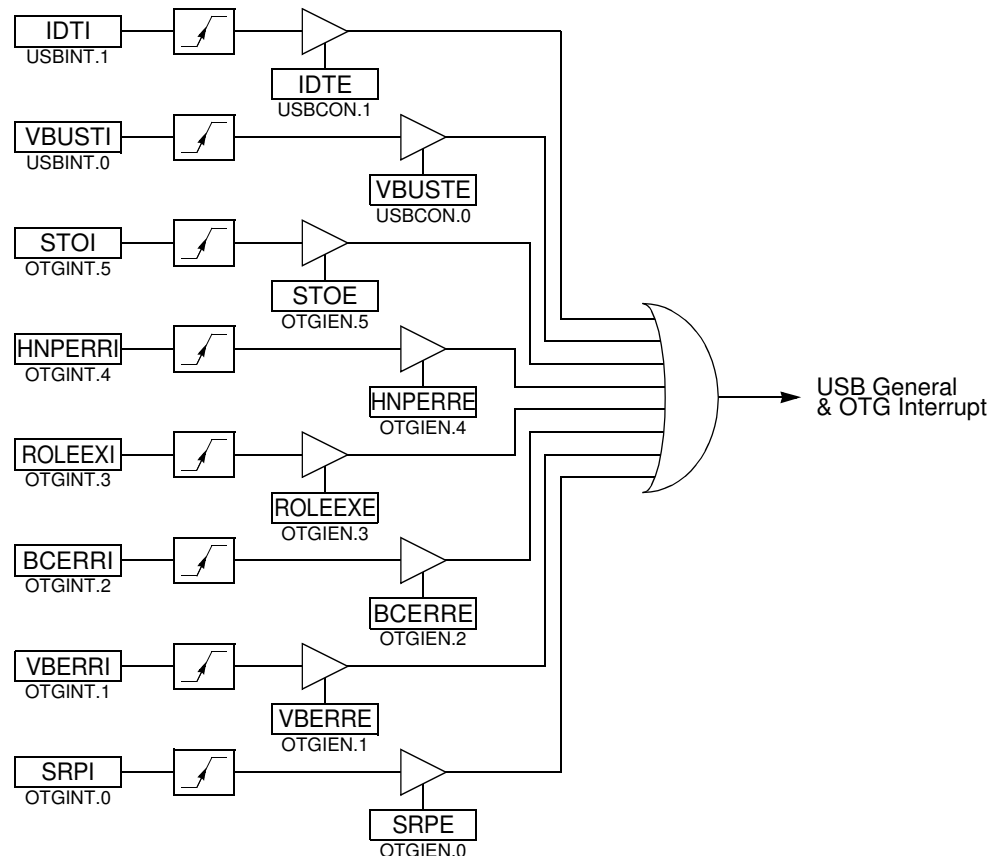 IDTI
USBINT.1
IDTE
USBCON.1
VBUSTI
USBINT.0
VBUSTE
USBCON.0
STOI
OTGINT.5
STOE
OTGIEN.5
HNPERRI
OTGINT.4
HNPERRE
OTGIEN.4
ROLEEXI
OTGINT.3
ROLEEXE
OTGIEN.3
BCERRI
OTGINT.2
BCERRE
OTGIEN.2
VBERRI
OTGINT.1
VBERRE
OTGIEN.1
SRPI
OTGINT.0
SRPE
OTGIEN.0
USB General
& OTG Interrupt